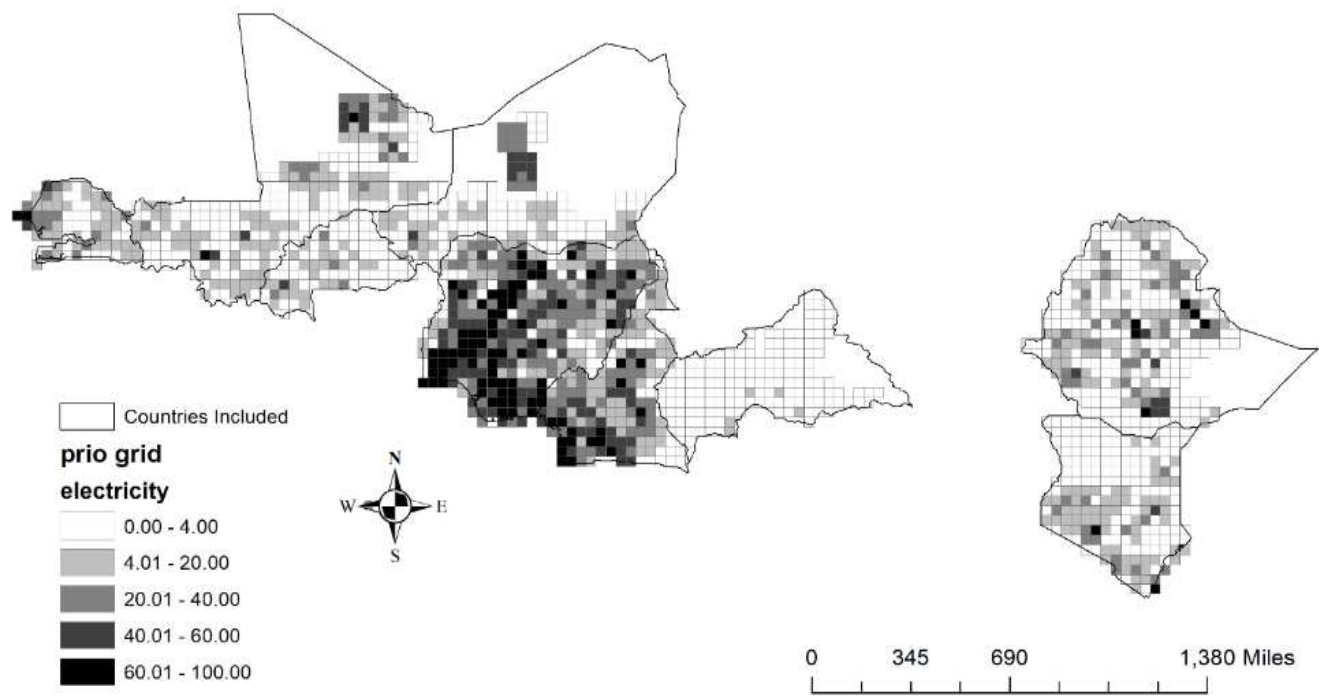 Countries Included
prio grid
electricity
0.00 - 4.00
4.01 - 20.00
20.01 - 40.00
40.01 - 60.00
60.01 - 100.00
N
W E
S
0 345 690 1,380 Miles